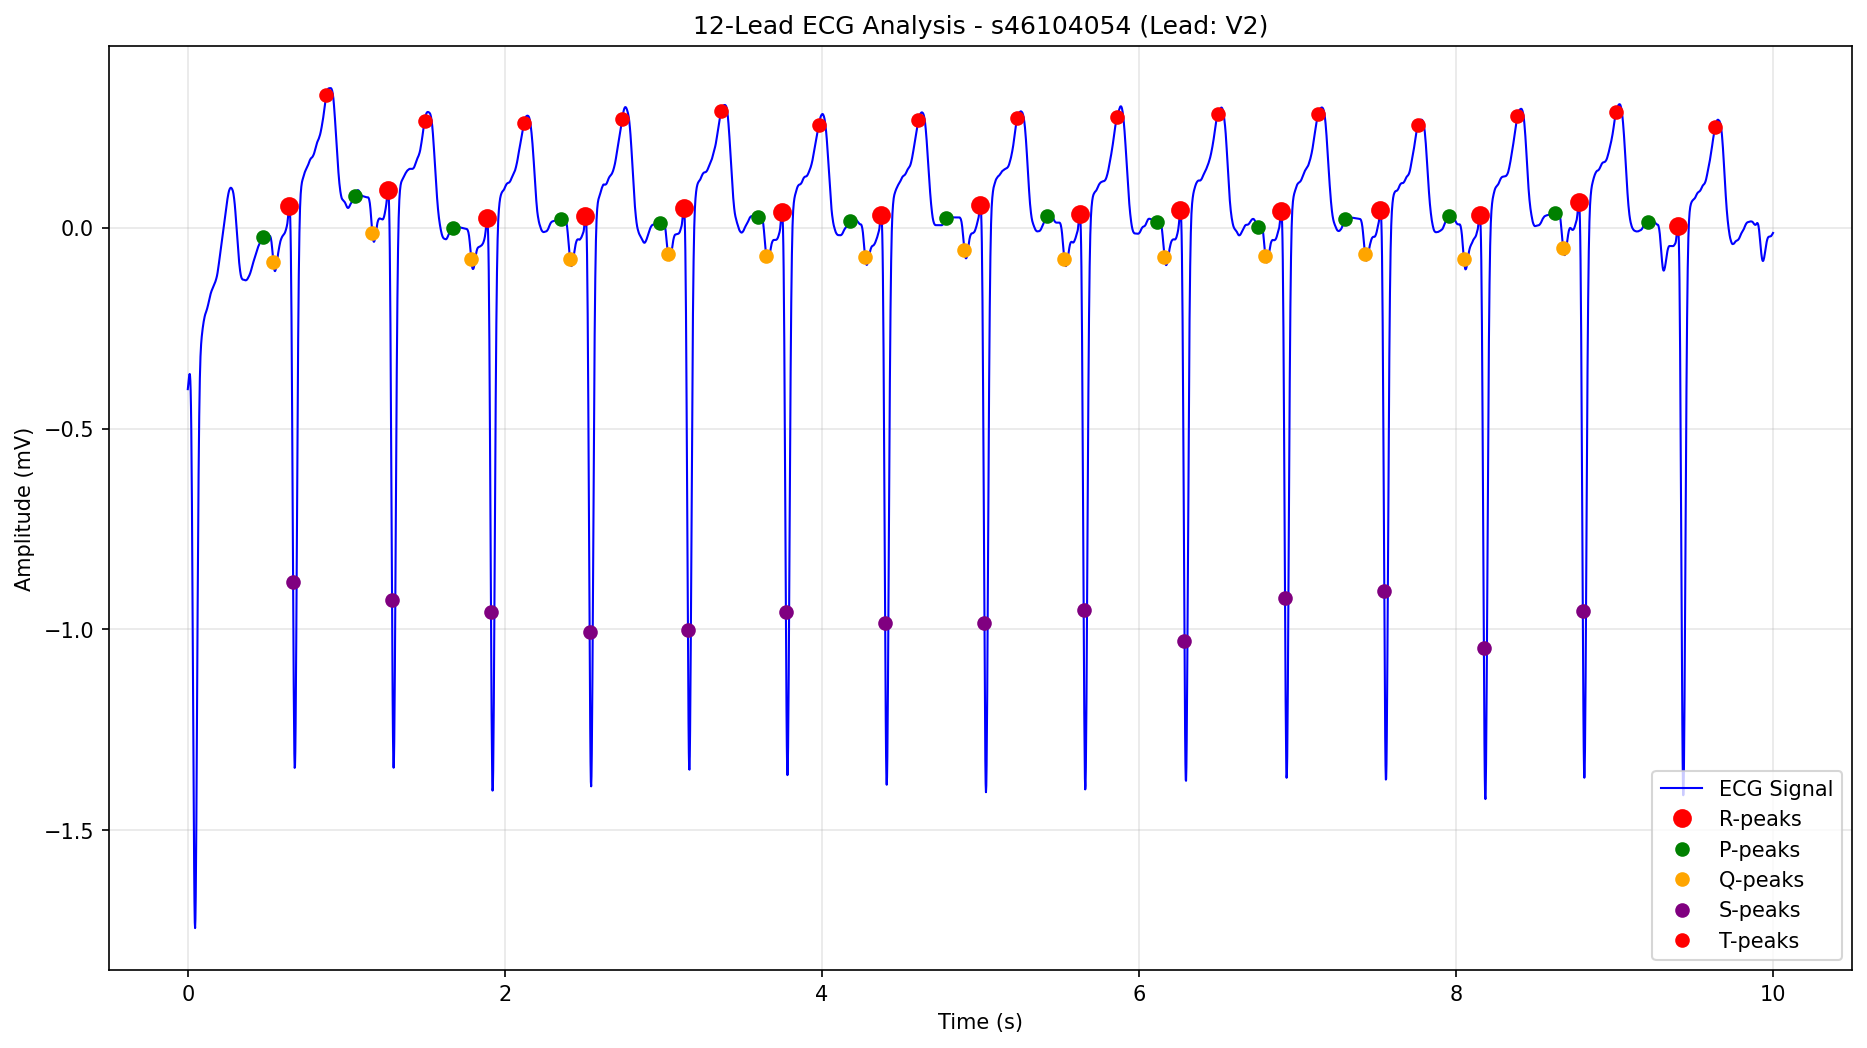 12-Lead ECG Analysis - s46104054 (Lead: V2)
Amplitude (mV)
0.0
−0.5
−1.0
−1.5
0 2 4 6 8 10
Time (s)
ECG Signal
R-peaks
P-peaks
Q-peaks
S-peaks
T-peaks